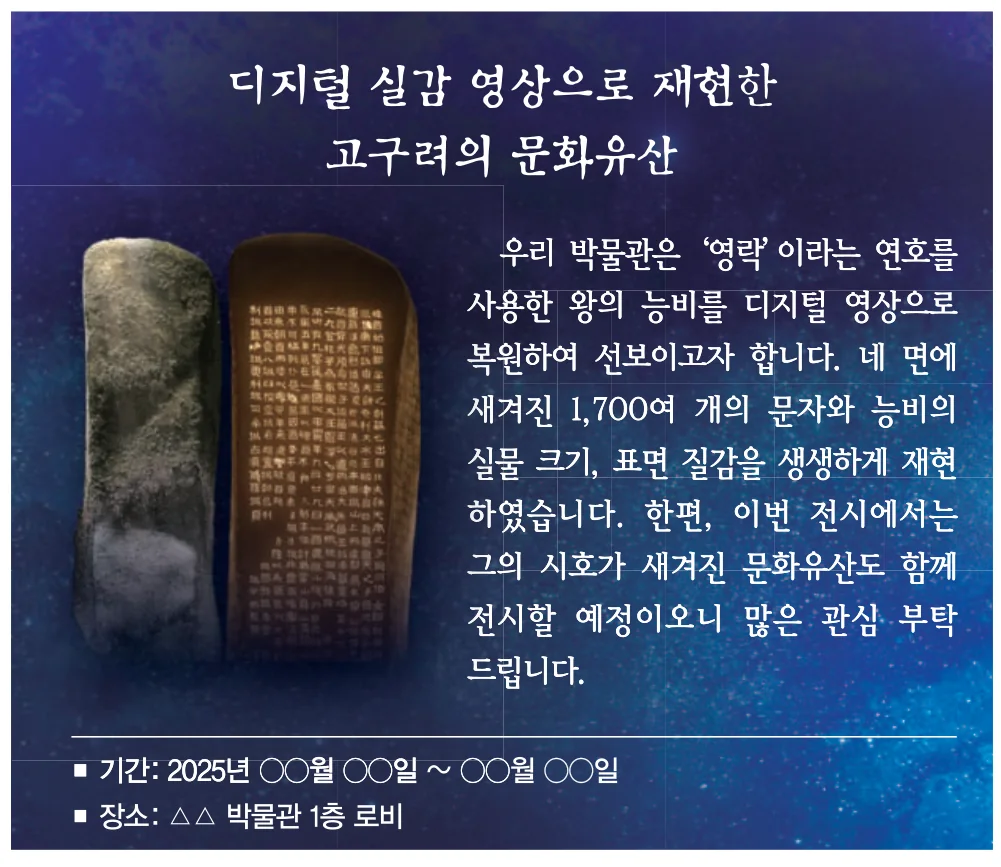 디지털 실감 영상으로 재현한
고구려의 문화유산
우리 박물관은 ‘영락’이라는 연호를
사용한 왕의 능비를 디지털 영상으로
복원하여 선보이고자 합니다. 네 면에
새겨진 1,700여 개의 문자와 능비의
실물 크기, 표면 질감을 생생하게 재현
하였습니다. 한편, 이번 전시에서는
그의 시호가 새겨진 문화유산도 함께
전시할 예정이오니 많은 관심 부탁
드립니다.
■ 기간: 2025년 ○○월 ○○일 ～ ○○월 ○○일
■ 장소: △△ 박물관 1층 로비